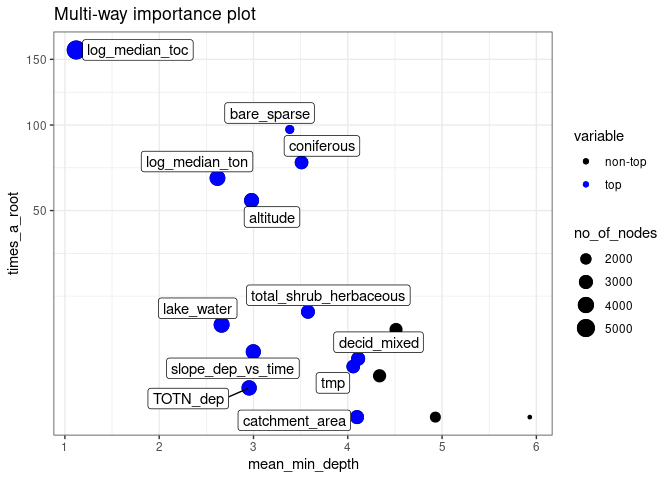 Multi-way importance plot
log_median_toc
150
bare_sparse
100
coniferous
log_median_ton
altitude
50
times_a_root
total_shrub_herbaceous
lake_water
decid_mixed
slope_dep_vs_time
tmp
TOTN_dep
catchment_area
1 2 3 4 5 6
mean_min_depth
variable
non-top
top
no_of_nodes
2000
3000
4000
5000